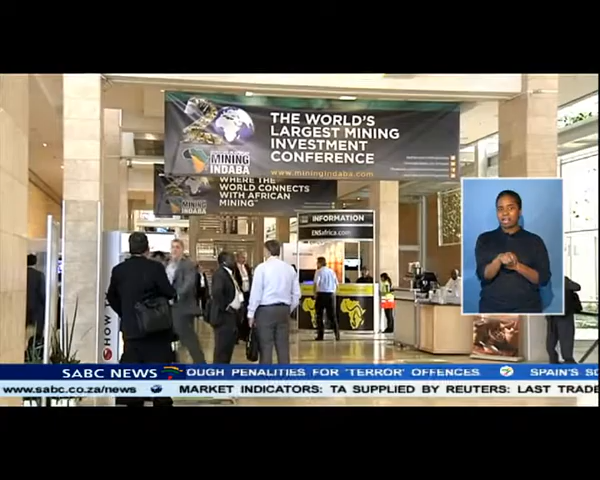 THE WORLD'S
LARGEST MINING
INVESTMENT
CONFERENCE
www.miningindaba.com
MINING
INDABA
WHERE THE
WORLD CONNECTS
WITH AFRICAN
MINING
INDABA
INFORMATION
ENSafrica.com
HOW
SABC NEWS
OUGH PENALTIES FOR 'TERROR' OFFENCES
SPAIN'S SO
www.sabc.co.za/news
MARKET INDICATORS: TA SUPPLIED BY REUTERS: LAST TRADE